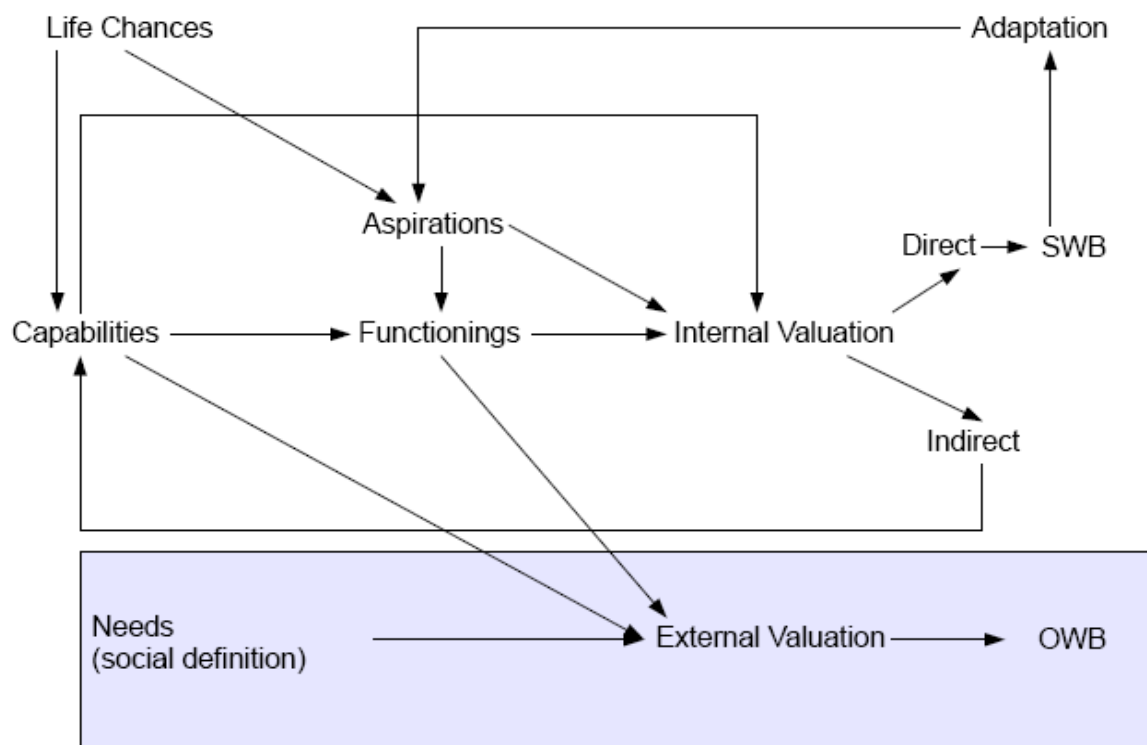 Life Chances
Adaptation
Aspirations
Direct
SWB
Capabilities
Functionings
Internal Valuation
Indirect
Needs
(social definition)
External Valuation
OWB